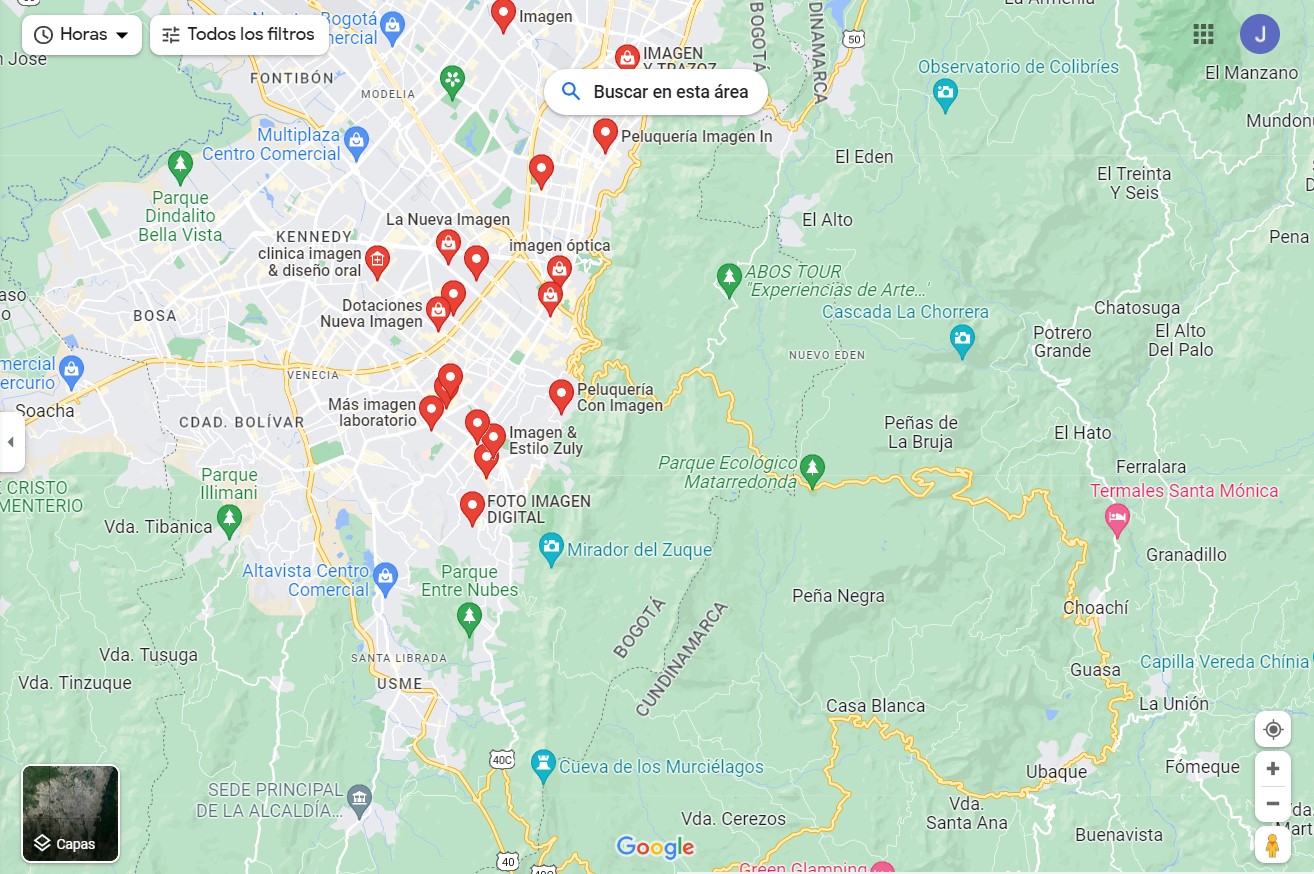 Horas
Todos los filtros
Bogotá
ercial
Imagen
IMAGEN
Y TRAZOZ
BOGOTÁ
50
La Armería
El Manzano
J
Observatorio de Colibríes
FONTIBÓN
MODELIA
Buscar en esta área
Multiplaza
Centro Comercial
Peluquería Imagen In
El Eden
El Treinta
Y Seis
Parque
Dindalito
Bella Vista
La Nueva Imagen
El Alto
Pena
KENNEDY
clinica imagen
& diseño oral
imagen óptica
ABOS TOUR
"Experiencias de Arte..."
Dotaciones
Nueva Imagen
BOSA
Cascada La Chorrera
Chatosuga
Potrero
Grande
El Alto
Del Palo
NUEVO EDEN
mercial
ercurio
VENECIA
Soacha
CDAD. BOLÍVAR
Más imagen
laboratorio
Peluquería
Con Imagen
Imagen &
Estilo Zuly
Peñas de
La Bruja
El Hato
Parque Ecológico
Matarredonda
Ferralara
Termales Santa Mónica
CRISTO
MENTERIO
Parque
Illimani
Vda. Tibanica
FOTO IMAGEN
DIGITAL
Mirador del Zuque
Granadillo
Altavista Centro
Comercial
Parque
Entre Nubes
Peña Negra
Choachí
BOGOTÁ
CUNDINAMARCA
Vda. Tusuga
Vda. Tinzuque
SANTA LIBRADA
USME
Guasa
Capilla Vereda Chínia
La Unión
Casa Blanca
40C
Cueva de los Murciélagos
Ubaque
Fómeque
SEDE PRINCIPAL
DE LA ALCALDÍA...
Vda. Cerezos
Vda.
Santa Ana
Buenavista
Capas
Google
40
Green Glamping